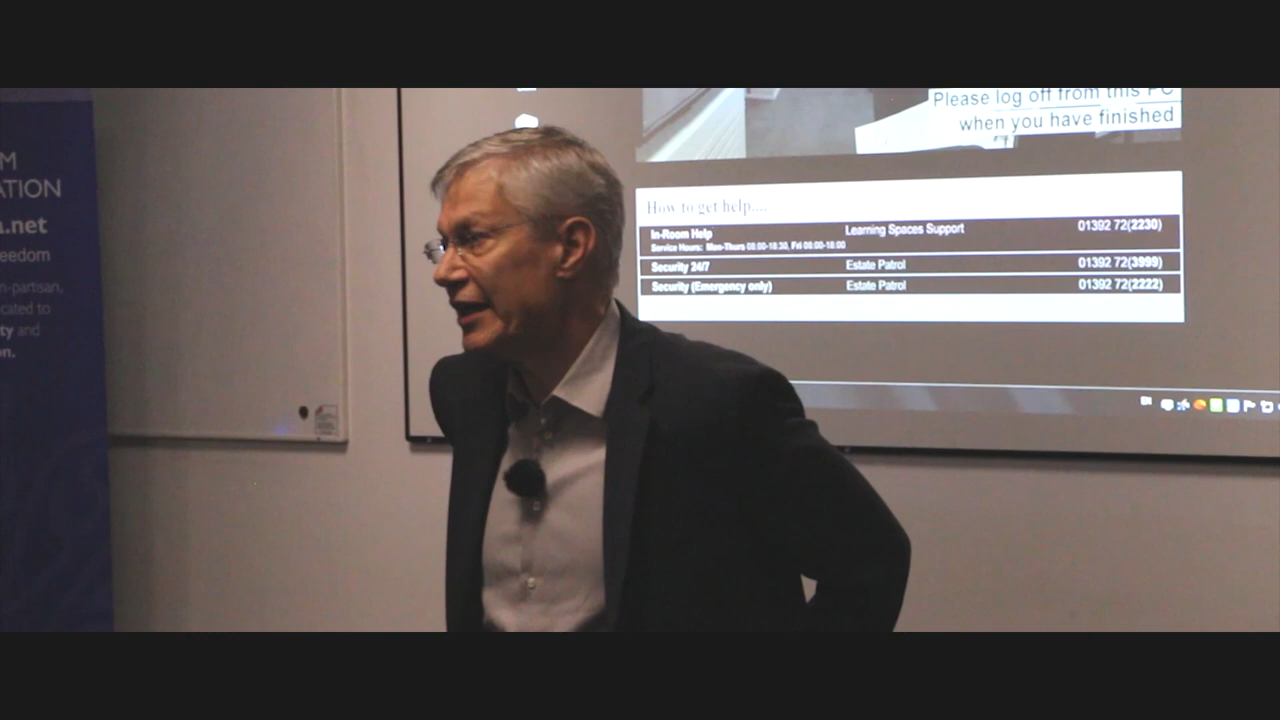 M
ATION
.net
eedom
n-partisan,
cated to
ty and
on.
Please log off from this PC
when you have finished
How to get help....
In-Room Help Learning Spaces Support 01392 72(2230)
Service Hours: Mon-Thurs 08:00-18:30, Fri 08:00-18:00
Security 24/7 Estate Patrol 01392 72(3999)
Security (Emergency only) Estate Patrol 01392 72(2222)
EN